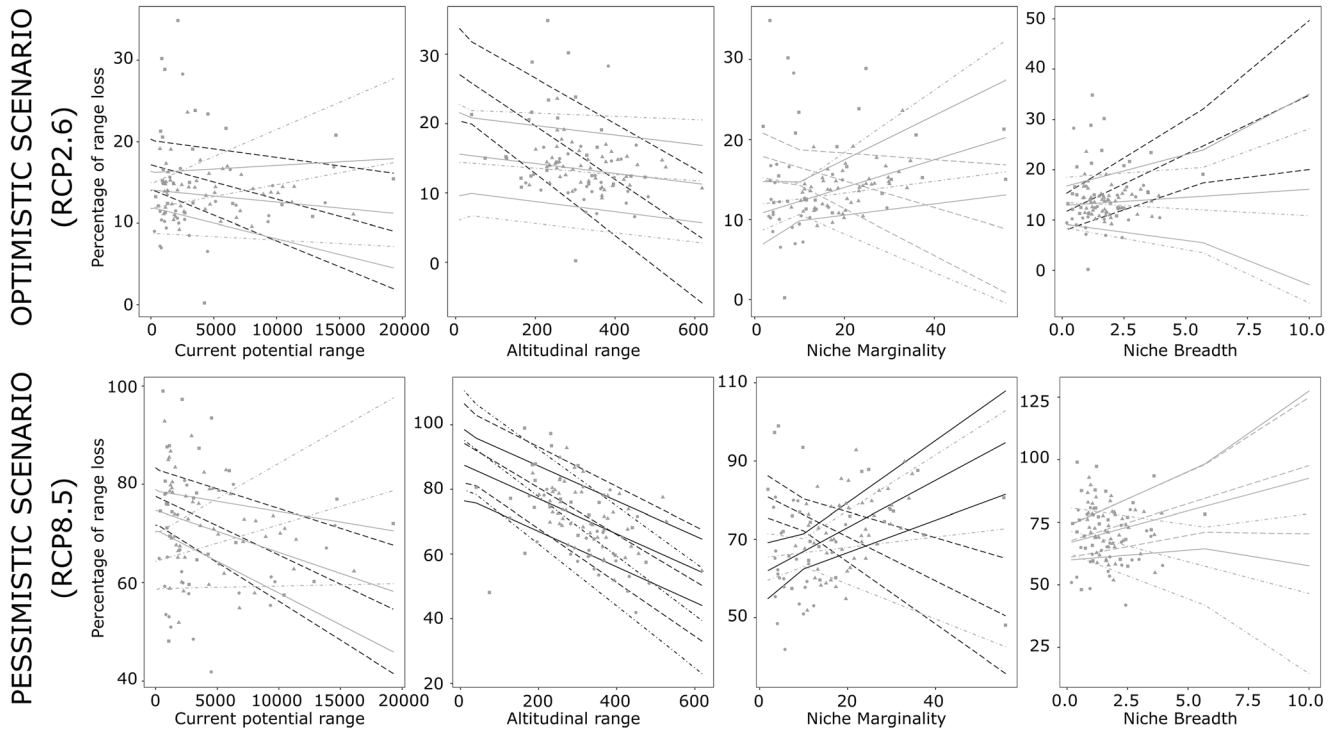 OPTIMISTIC SCENARIO
(RCP2.6)
Percentage of range loss
30
20
10
0
0 5000 10000 15000 20000
Current potential range
30
20
10
0
0 200 400 600
Altitudinal range
30
20
10
0
0 20 40
Niche Marginality
50
40
30
20
10
0
0.0 2.5 5.0 7.5 10.0
Niche Breadth
PESSIMISTIC SCENARIO
(RCP8.5)
Percentage of range loss
100
80
60
40
0 5000 10000 15000 20000
Current potential range
100
80
60
40
20
0 200 400 600
Altitudinal range
110
90
70
50
0 20 40
Niche Marginality
125
100
75
50
25
0.0 2.5 5.0 7.5 10.0
Niche Breadth